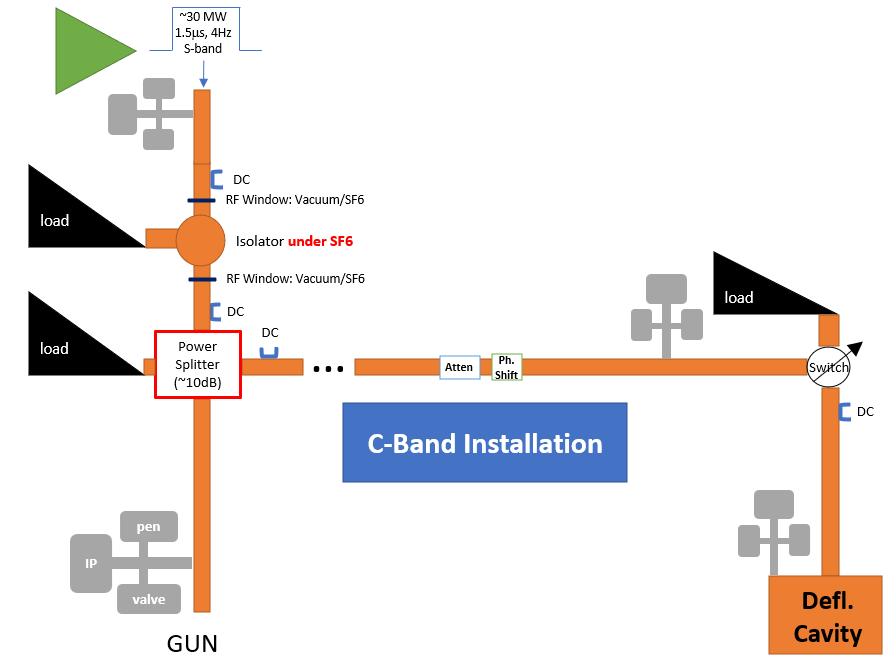 ~30 MW
1.5µs, 4Hz
S-band
DC
RF Window: Vacuum/SF6
load
Isolator under SF6
RF Window: Vacuum/SF6
DC
load
Power
Splitter
(~10dB)
DC
...
Atten
Ph.
Shift
load
Switch
DC
C-Band Installation
pen
IP
valve
GUN
Defl.
Cavity